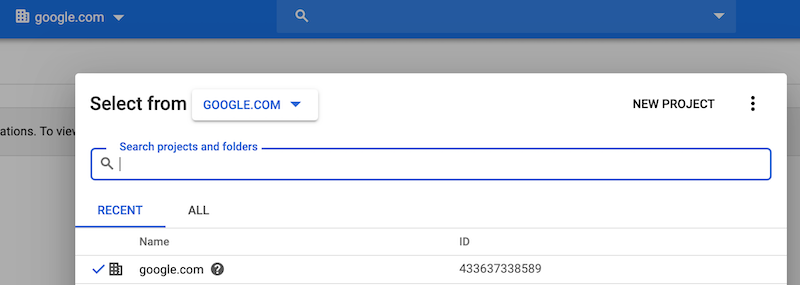 google.com
Select from GOOGLE.COM NEW PROJECT
ations. To view
Search projects and folders
RECENT ALL
Name ID
google.com 433637338589